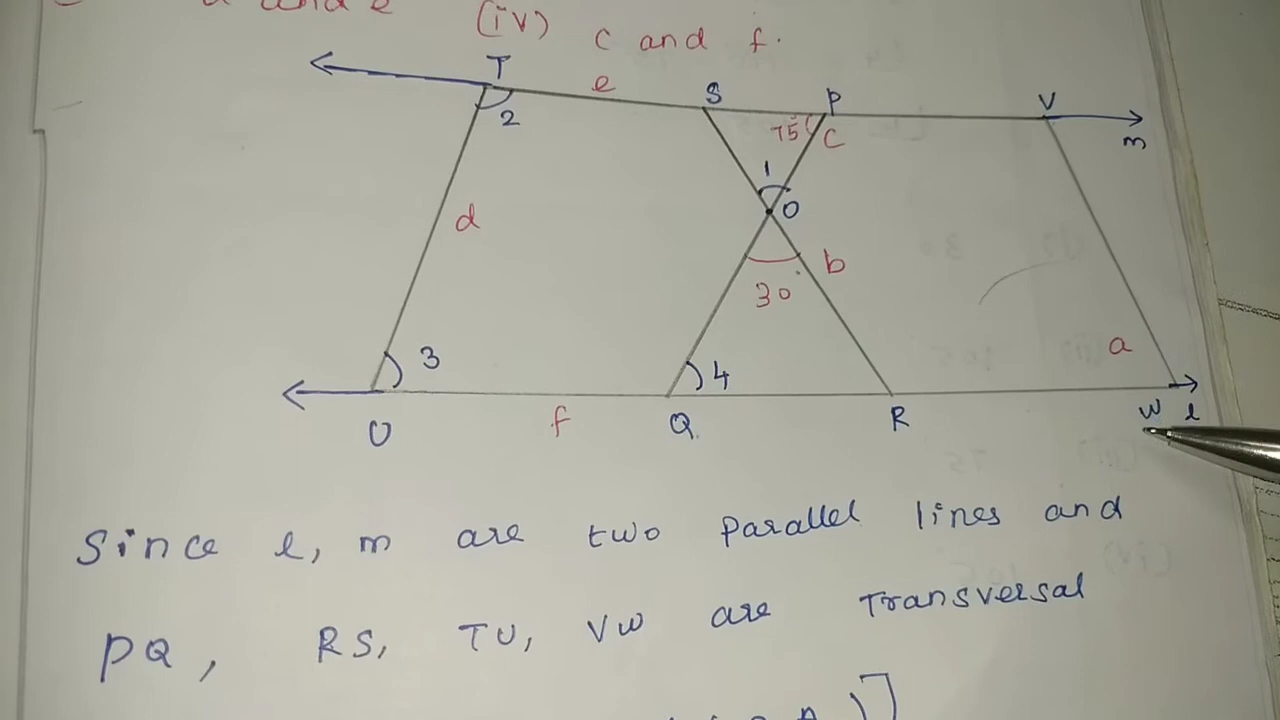 d and e
(iv) c and f.
T e S P V
2 75 c m
1
O
d
b
30
a
3 4
U f Q R W l
Since l, m are two parallel lines and
PQ, RS, TU, VW are Transversal